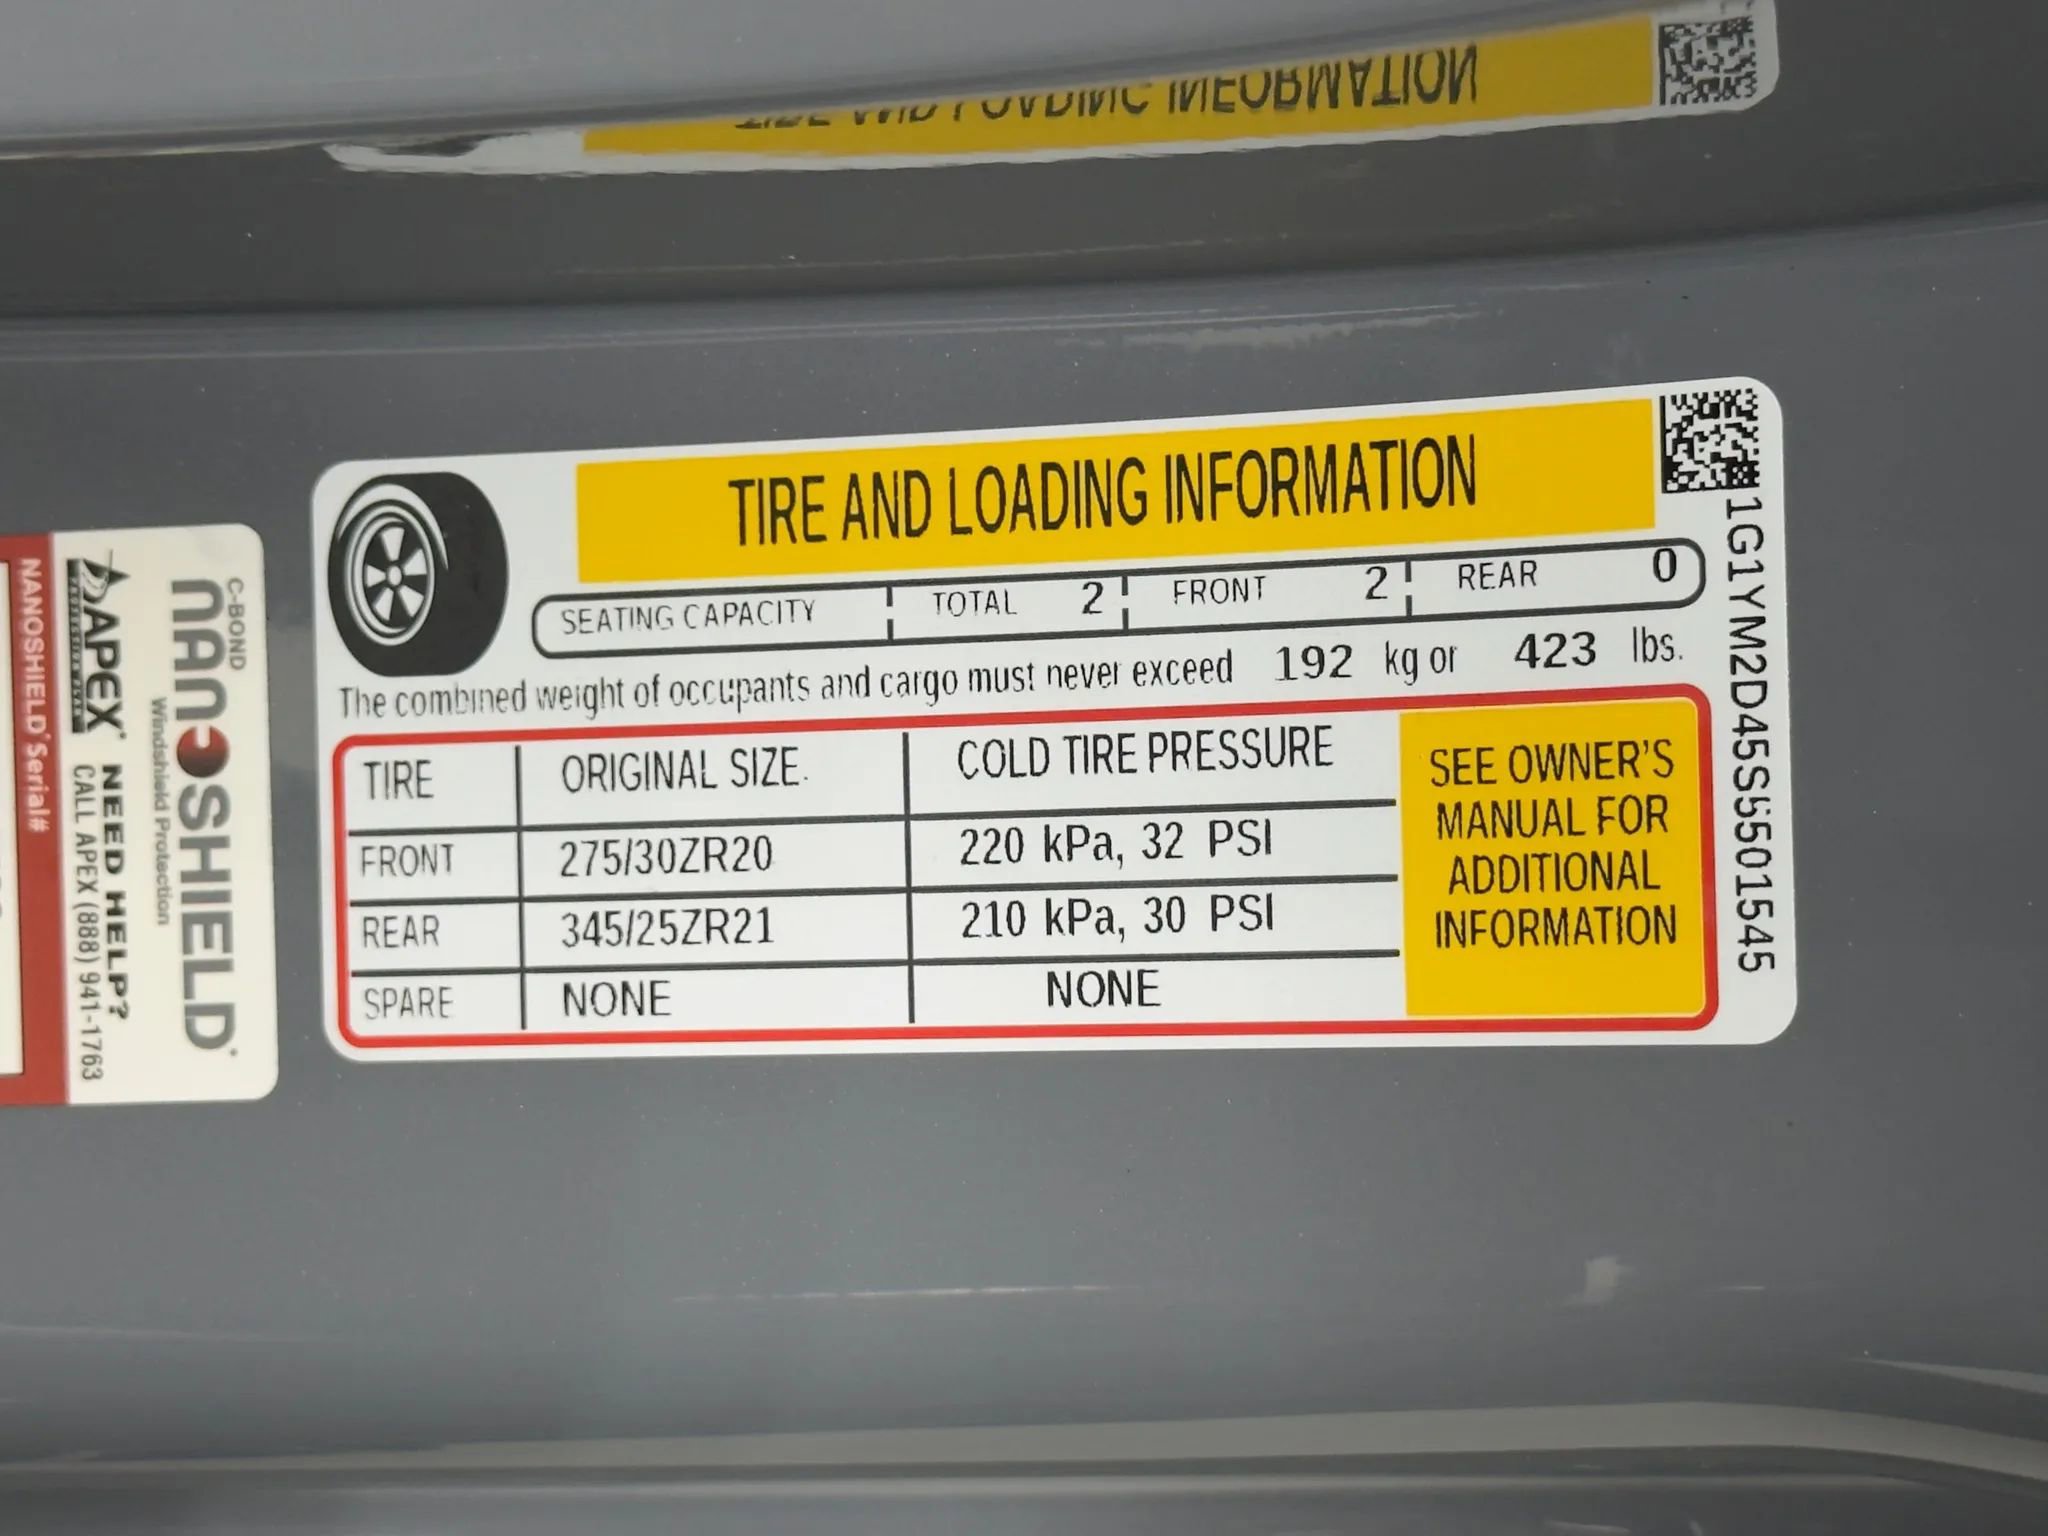 TIRE AND LOADING INFORMATION
SEATING CAPACITY TOTAL 2 FRONT 2 REAR 0
The combined weight of occupants and cargo must never exceed 192 kg or 423 lbs.
TIRE ORIGINAL SIZE. COLD TIRE PRESSURE
FRONT 275/30ZR20 220 kPa, 32 PSI
REAR 345/25ZR21 210 kPa, 30 PSI
SPARE NONE NONE
SEE OWNER'S
MANUAL FOR
ADDITIONAL
INFORMATION
1G1YM2D45S5501545
C-BOND
NANOSHIELD
Windshield Protection
APEX
NEED HELP?
CALL APEX (888) 941-1763
NANOSHIELD Serial#